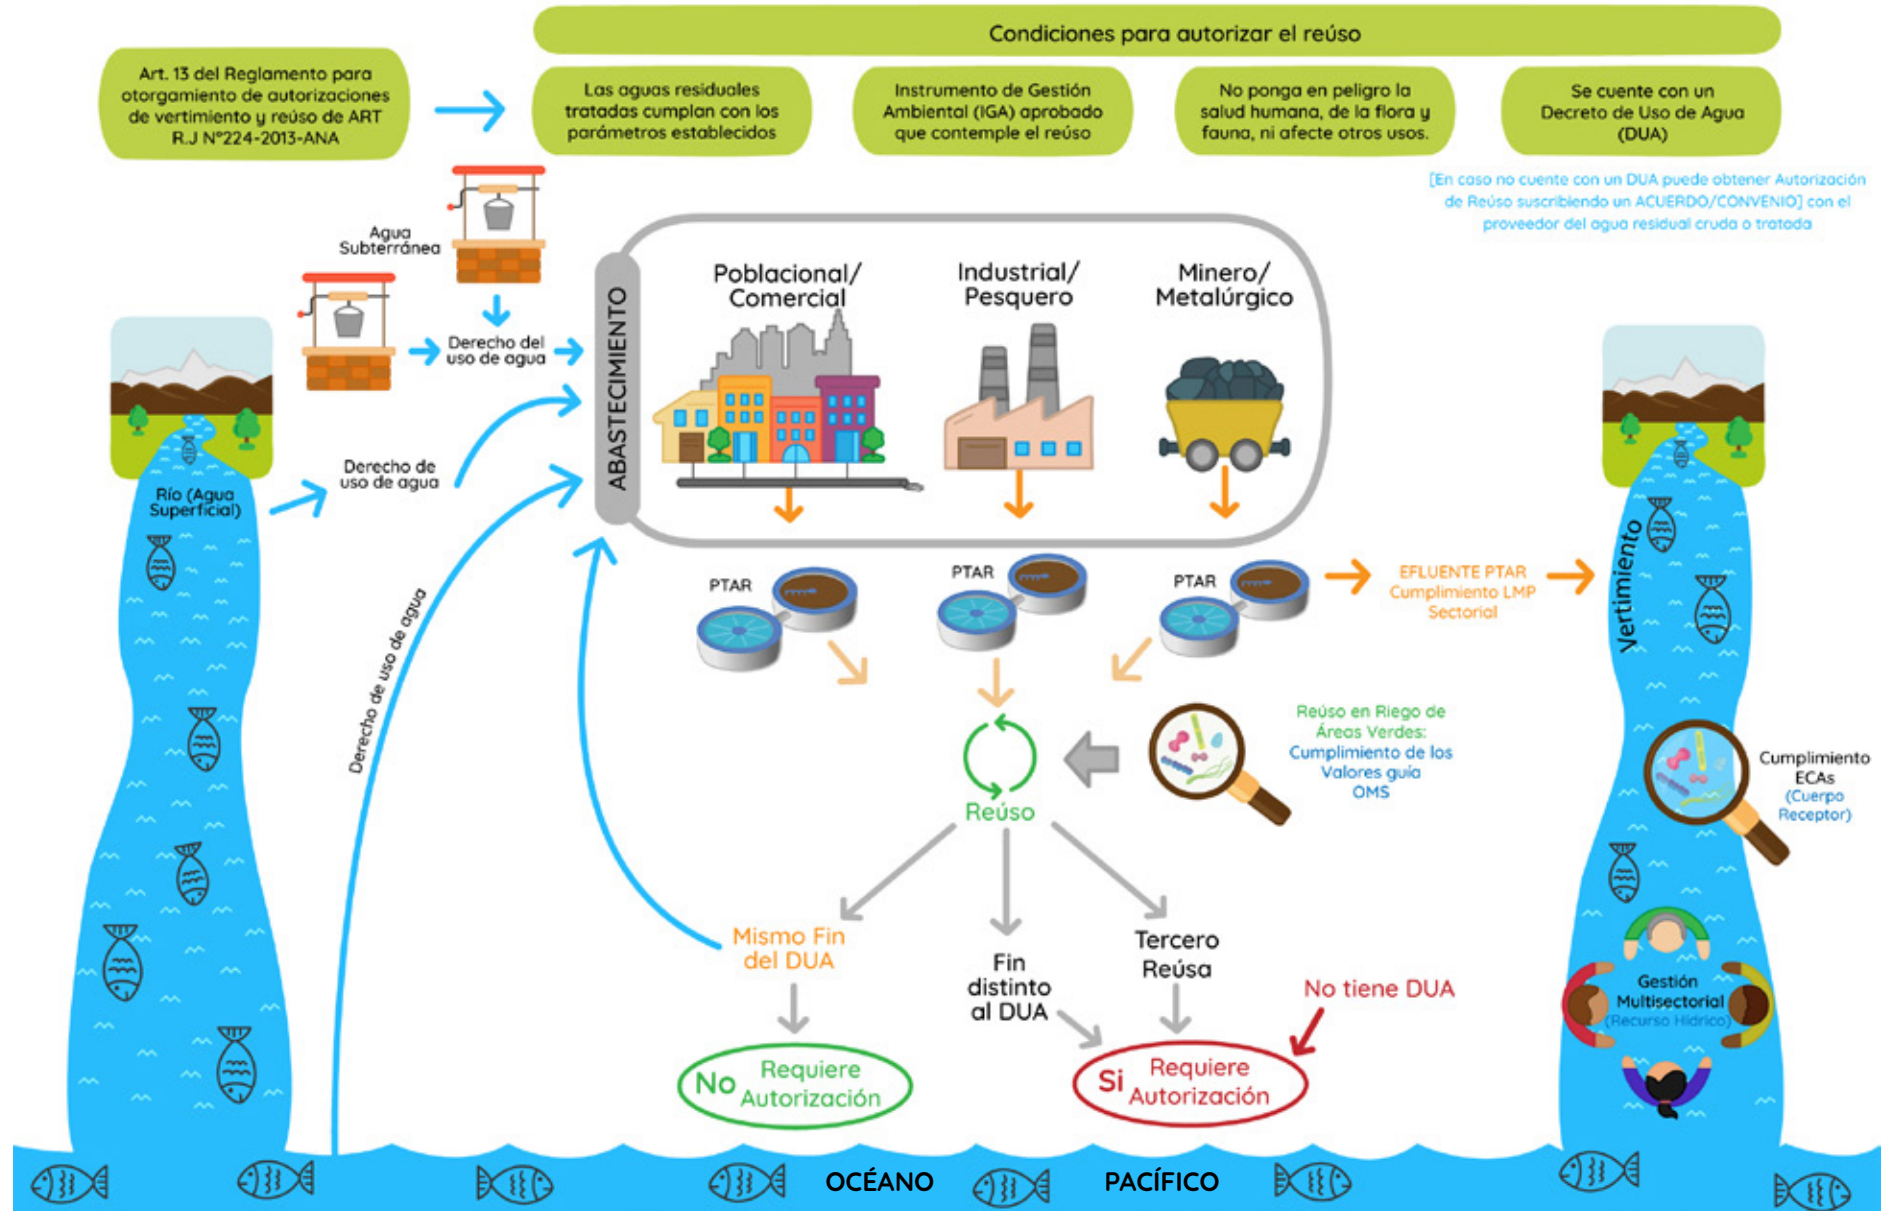 Condiciones para autorizar el reúso
Art. 13 del Reglamento para
otorgamiento de autorizaciones
de vertimiento y reúso de ART
R.J N°224-2013-ANA
Las aguas residuales
tratadas cumplan con los
parámetros establecidos
Instrumento de Gestión
Ambiental (IGA) aprobado
que contemple el reúso
No ponga en peligro la
salud humana, de la flora y
fauna, ni afecte otros usos.
Se cuente con un
Decreto de Uso de Agua
(DUA)
[En caso no cuente con un DUA puede obtener Autorización
de Reúso suscribiendo un ACUERDO/CONVENIO] con el
proveedor del agua residual cruda o tratada
Agua
Subterránea
Derecho del
uso de agua
Río (Agua
Superficial)
Derecho de
uso de agua
Derecho de uso de agua
ABASTECIMIENTO
Poblacional/
Comercial
Industrial/
Pesquero
Minero/
Metalúrgico
PTAR
PTAR
PTAR
EFLUENTE PTAR
Cumplimiento LMP
Sectorial
Vertimiento
Reúso
Reúso en Riego de
Áreas Verdes:
Cumplimiento de los
Valores guía
OMS
Cumplimiento
ECAs
(Cuerpo
Receptor)
Mismo Fin
del DUA
Fin
distinto
al DUA
Tercero
Reúsa
No tiene DUA
No Requiere
Autorización
Si Requiere
Autorización
Gestión
Multisectorial
(Recurso Hídrico)
OCÉANO PACÍFICO